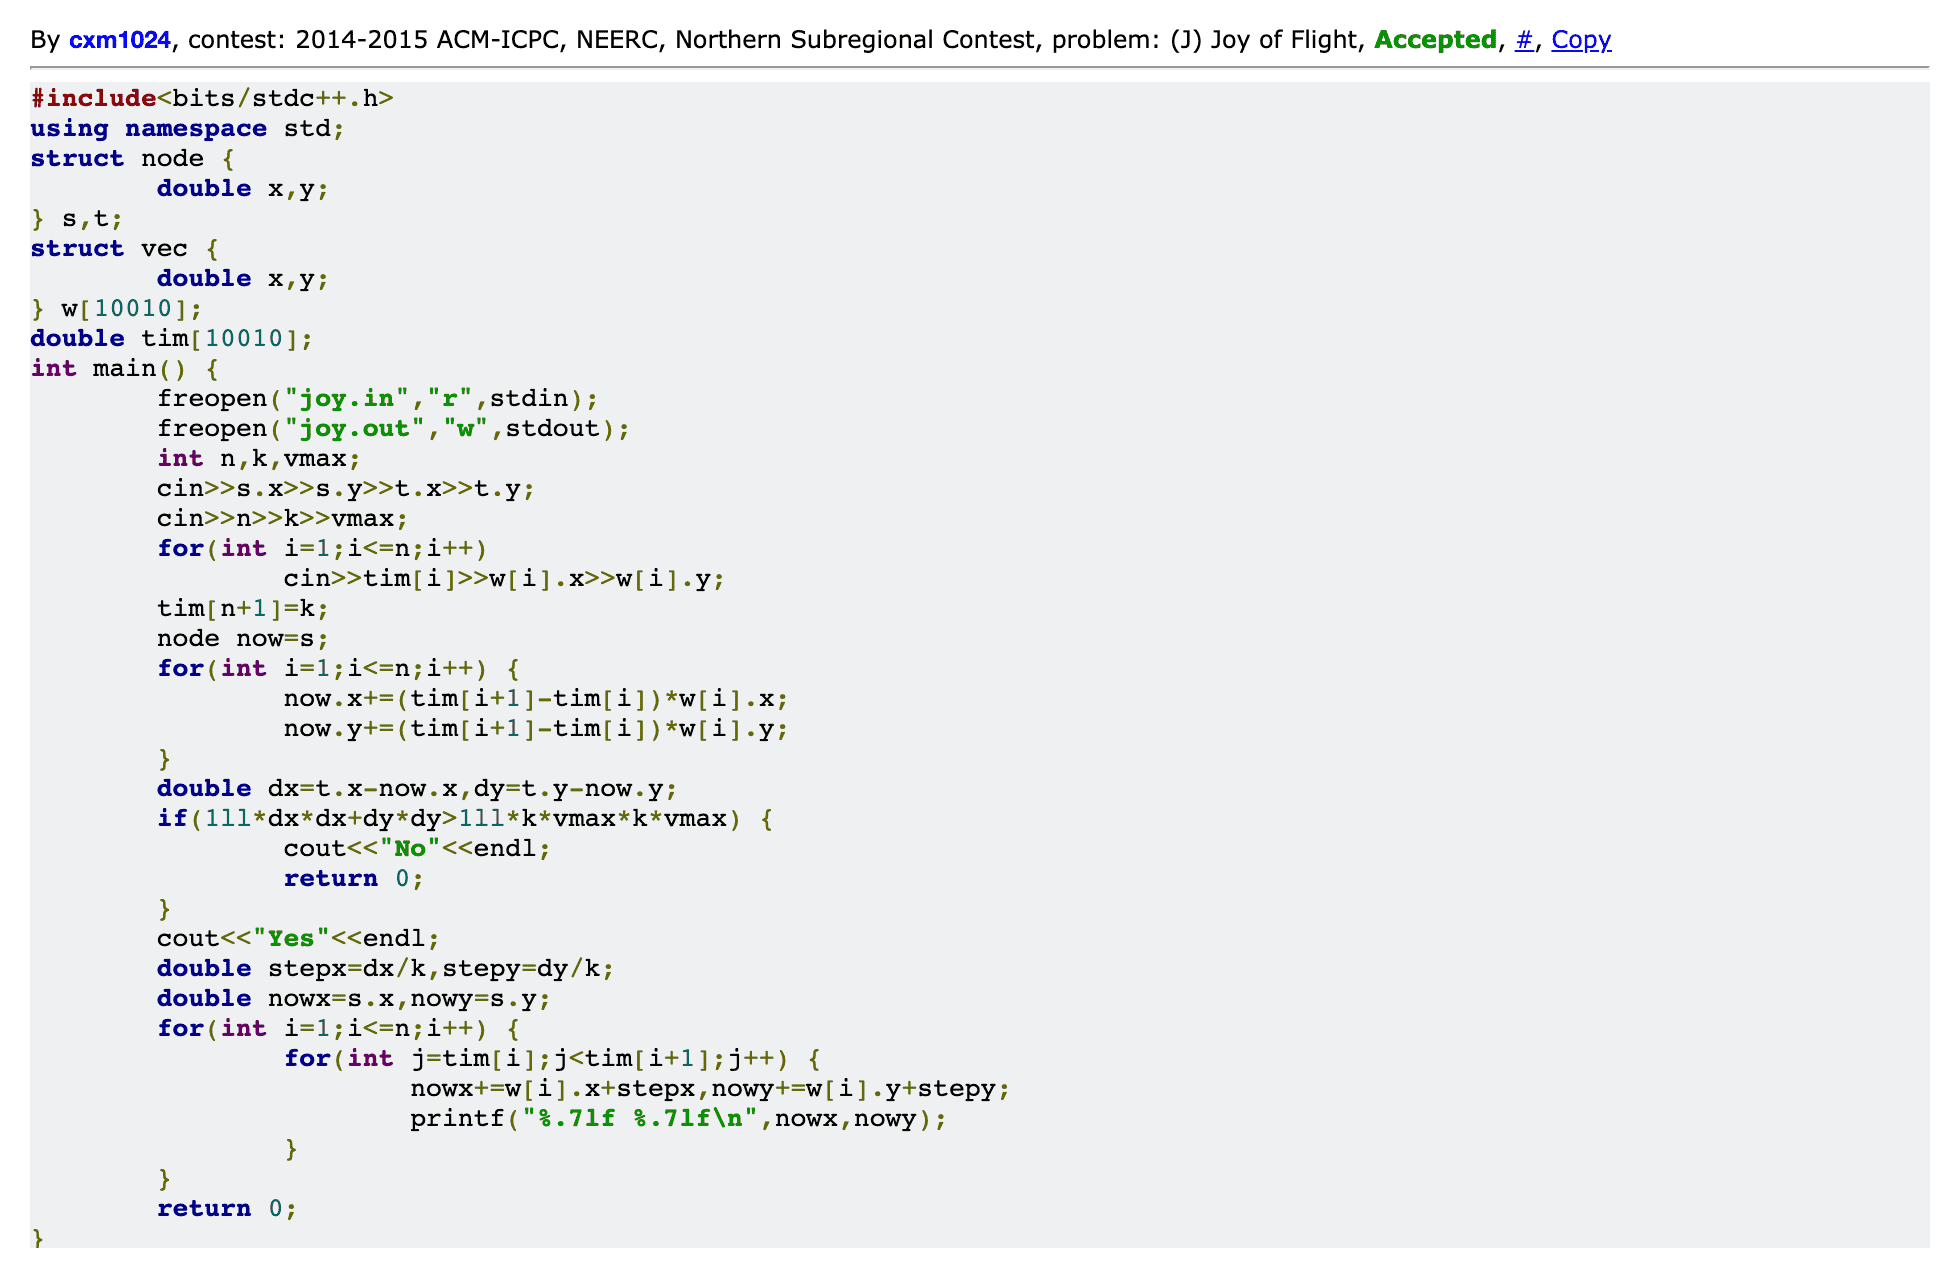 By cxm1024, contest: 2014-2015 ACM-ICPC, NEERC, Northern Subregional Contest, problem: (J) Joy of Flight, Accepted, #, Copy
#include<bits/stdc++.h>
using namespace std;
struct node {
        double x,y;
} s,t;
struct vec {
        double x,y;
} w[10010];
double tim[10010];
int main() {
        freopen("joy.in","r",stdin);
        freopen("joy.out","w",stdout);
        int n,k,vmax;
        cin>>s.x>>s.y>>t.x>>t.y;
        cin>>n>>k>>vmax;
        for(int i=1;i<=n;i++)
                cin>>tim[i]>>w[i].x>>w[i].y;
        tim[n+1]=k;
        node now=s;
        for(int i=1;i<=n;i++) {
                now.x+=(tim[i+1]-tim[i])*w[i].x;
                now.y+=(tim[i+1]-tim[i])*w[i].y;
        }
        double dx=t.x-now.x,dy=t.y-now.y;
        if(1ll*dx*dx+dy*dy>1ll*k*vmax*k*vmax) {
                cout<<"No"<<endl;
                return 0;
        }
        cout<<"Yes"<<endl;
        double stepx=dx/k,stepy=dy/k;
        double nowx=s.x,nowy=s.y;
        for(int i=1;i<=n;i++) {
                for(int j=tim[i];j<tim[i+1];j++) {
                        nowx+=w[i].x+stepx,nowy+=w[i].y+stepy;
                        printf("%.7lf %.7lf\n",nowx,nowy);
                }
        }
        return 0;
}